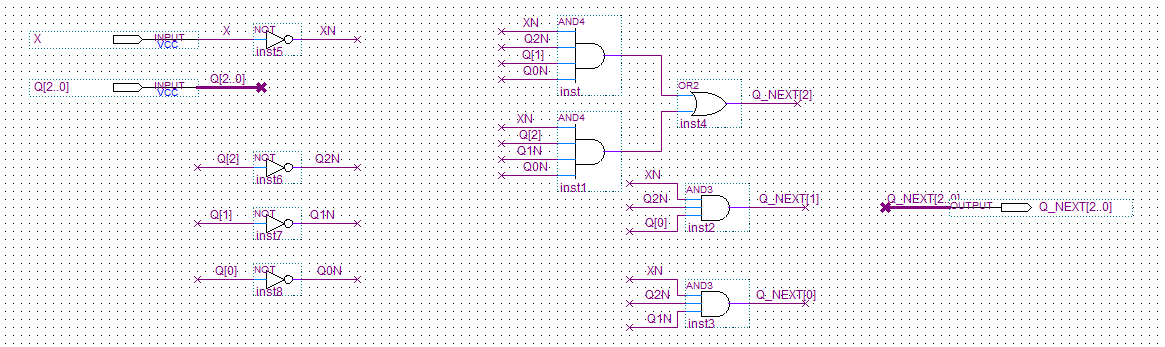 X INPUT VCC X NOT XN
inst5
Q[2..0] INPUT VCC Q[2..0]
Q[2] NOT Q2N
inst6
Q[1] NOT Q1N
inst7
Q[0] NOT Q0N
inst8
AND4
XN
Q2N
Q[1]
Q0N
inst
AND4
XN
Q[2]
Q1N
Q0N
inst1
OR2
Q_NEXT[2]
inst4
XN
AND3
Q2N
Q_NEXT[1]
Q[0]
inst2
XN
AND3
Q2N
Q_NEXT[0]
Q1N
inst3
Q_NEXT[2..0] OUTPUT Q_NEXT[2..0]